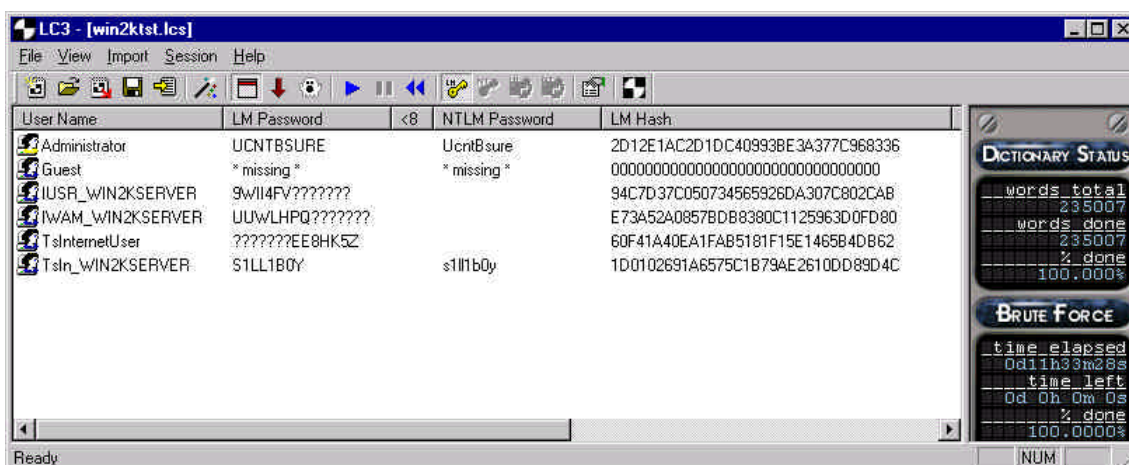 LC3 - [win2ktst.lcs]
File View Import Session Help
User Name LM Password <8 NTLM Password LM Hash
Administrator UCNTBSURE UcntBsure 2D12E1AC2D1DC40993BE3A377C968336
Guest * missing * * missing * 00000000000000000000000000000000
IUSR_WIN2KSERVER 9WII4FV??????? 94C7D37C050734565926DA307C802CAB
IWAM_WIN2KSERVER UUWLHPQ??????? E73A52A0857BDB8380C1125963D0FD80
TsInternetUser ???????EE8HK5Z 60F41A40EA1FAB5181F15E1465B4DB62
TsIn_WIN2KSERVER S1LL1B0Y s1ll1b0y 1D0102691A6575C1B79AE2610DD89D4C
DICTIONARY STATUS
words total
235007
words done
235007
% done
100.000%
BRUTE FORCE
time elapsed
0d11h33m28s
time left
0d 0h 0m 0s
% done
100.0000%
Ready NUM